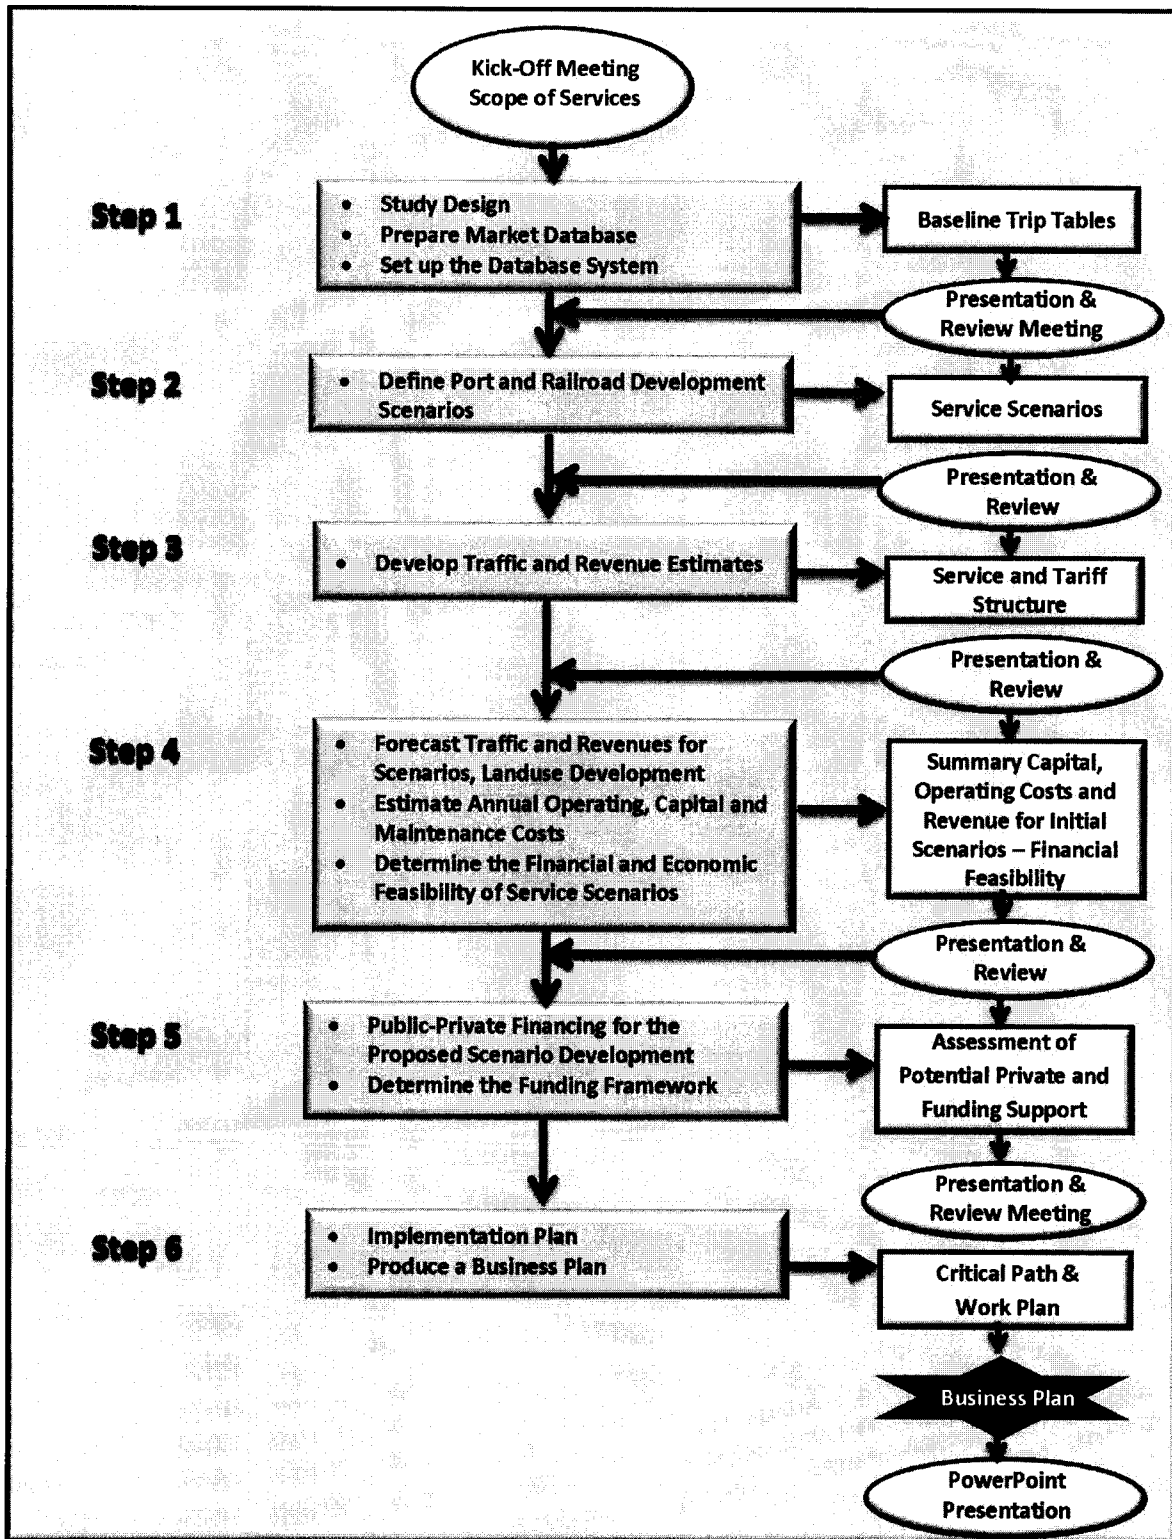 Kick-Off Meeting
Scope of Services
Step 1
• Study Design
• Prepare Market Database
• Set up the Database System
Baseline Trip Tables
Presentation &
Review Meeting
Step 2
• Define Port and Railroad Development
Scenarios
Service Scenarios
Presentation &
Review
Step 3
• Develop Traffic and Revenue Estimates
Service and Tariff
Structure
Presentation &
Review
Step 4
• Forecast Traffic and Revenues for
Scenarios, Landuse Development
• Estimate Annual Operating, Capital and
Maintenance Costs
• Determine the Financial and Economic
Feasibility of Service Scenarios
Summary Capital,
Operating Costs and
Revenue for Initial
Scenarios – Financial
Feasibility
Presentation &
Review
Step 5
• Public-Private Financing for the
Proposed Scenario Development
• Determine the Funding Framework
Assessment of
Potential Private and
Funding Support
Presentation &
Review Meeting
Step 6
• Implementation Plan
• Produce a Business Plan
Critical Path &
Work Plan
Business Plan
PowerPoint
Presentation